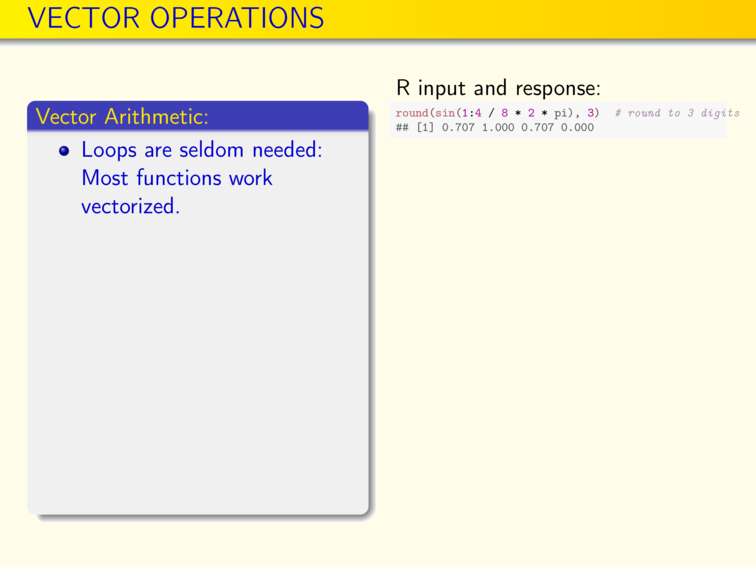 VECTOR OPERATIONS
Vector Arithmetic:
Loops are seldom needed:
Most functions work
vectorized.
R input and response:
round(sin(1:4 / 8 * 2 * pi), 3)  # round to 3 digits
## [1] 0.707 1.000 0.707 0.000